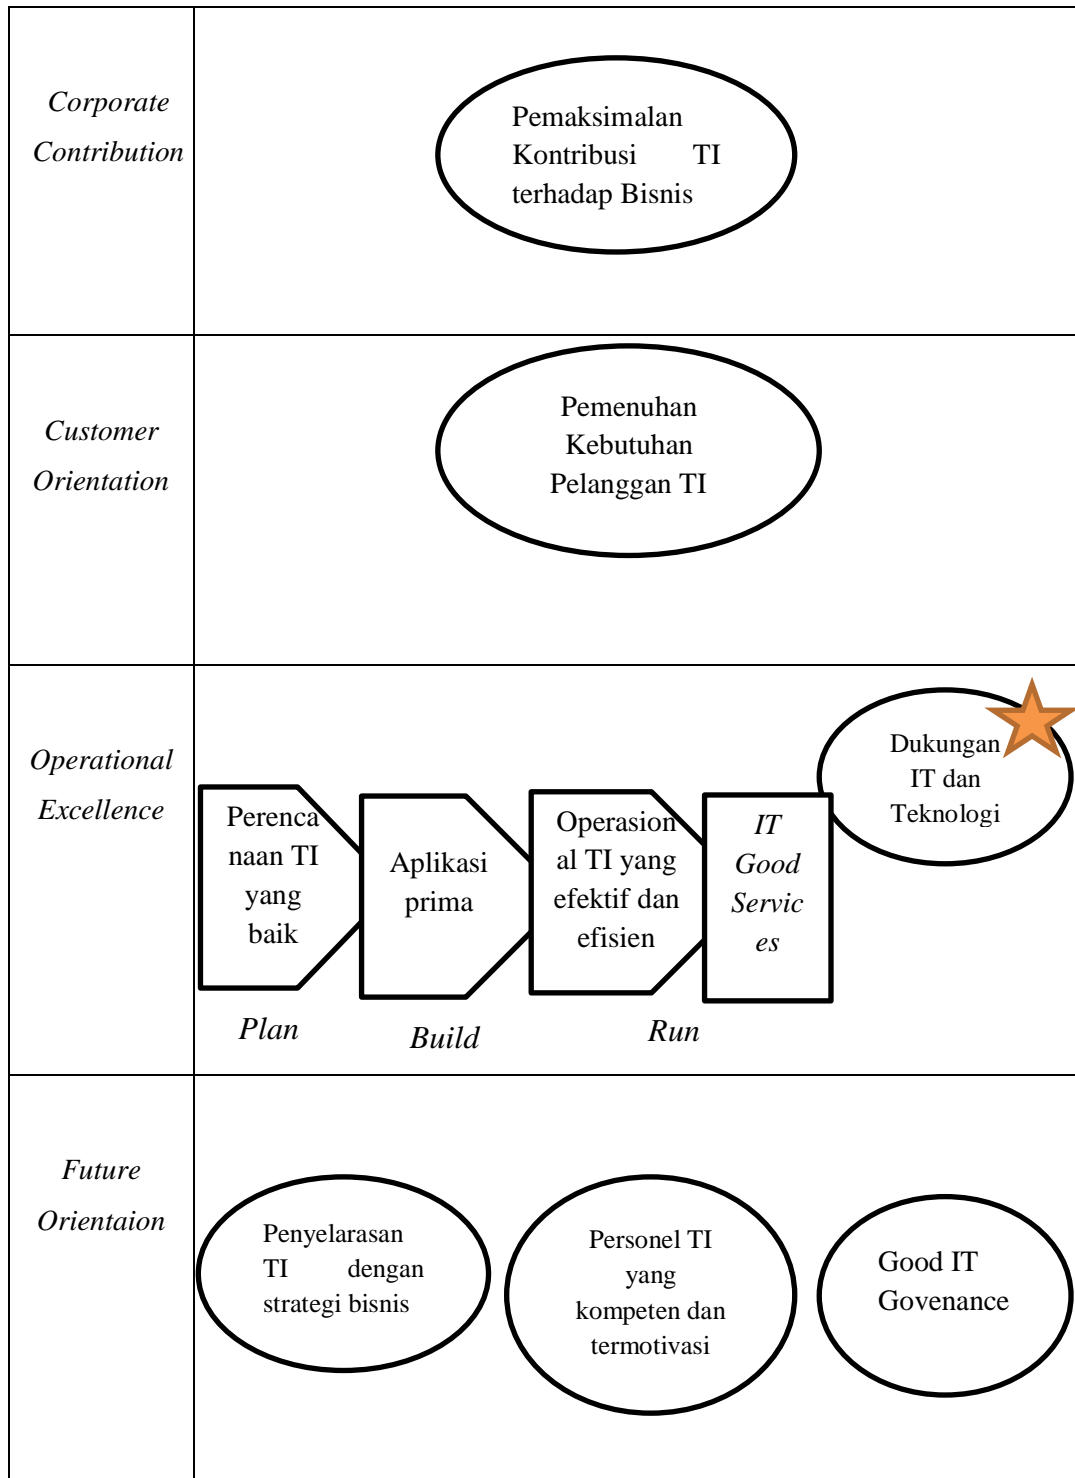 Corporate
Contribution
Pemaksimalan
Kontribusi TI
terhadap Bisnis
Customer
Orientation
Pemenuhan
Kebutuhan
Pelanggan TI
Operational
Excellence
Perenca
naan TI
yang
baik
Aplikasi
prima
Operasion
al TI yang
efektif dan
efisien
IT
Good
Servic
es
Dukungan
IT dan
Teknologi
Plan
Build
Run
Future
Orientaion
Penyelarasan
TI dengan
strategi bisnis
Personel TI
yang
kompeten dan
termotivasi
Good IT
Govenance